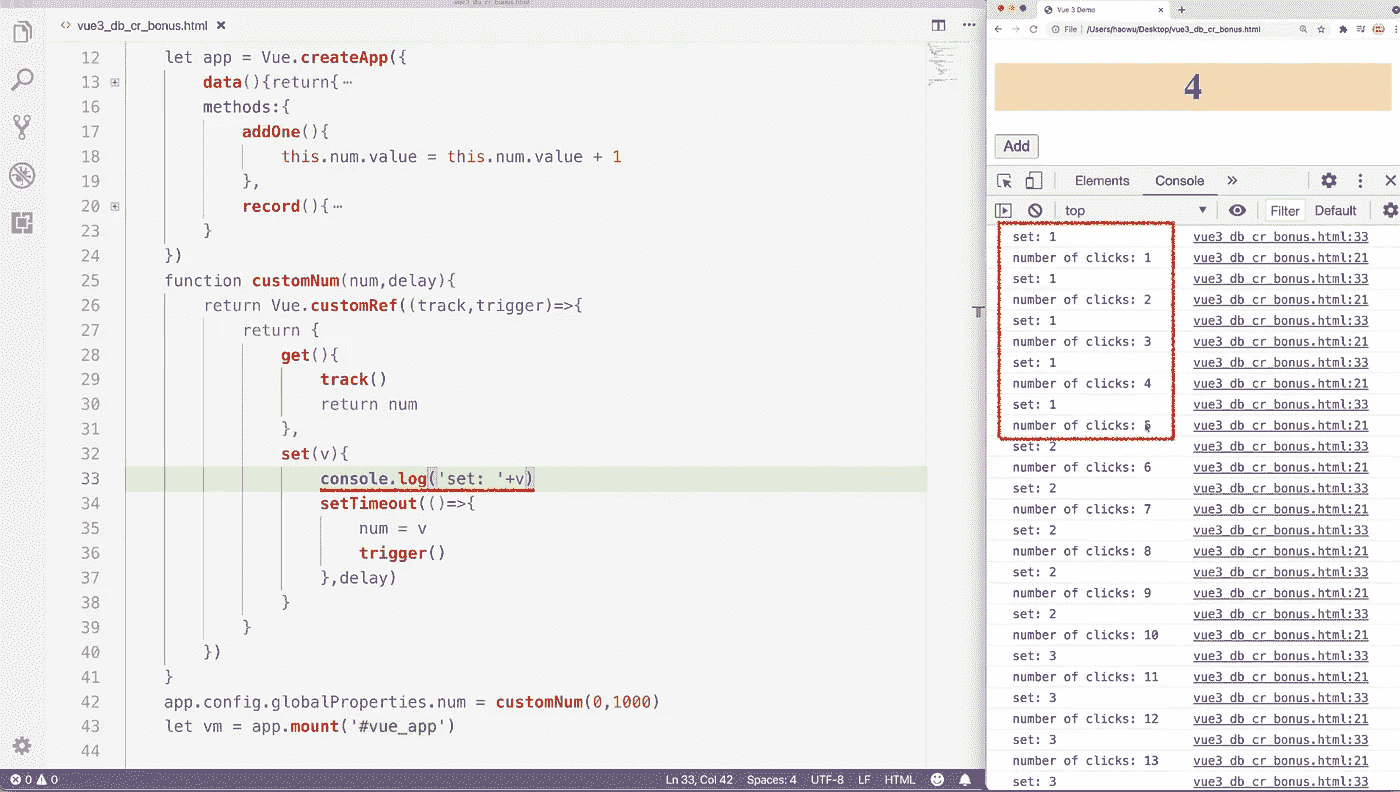 vue3_db_cr_bonus.html
vue3_db_cr_bonus.html ×
12 let app = Vue.createApp({
13 data(){return{⋯
16 methods:{
17 addOne(){
18 this.num.value = this.num.value + 1
19 },
20 record(){⋯
23 }
24 })
25 function customNum(num,delay){
26 return Vue.customRef((track,trigger)=>{
27 return {
28 get(){
29 track()
30 return num
31 },
32 set(v){
33 console.log('set: '+v)
34 setTimeout(()=>{
35 num = v
36 trigger()
37 },delay)
38 }
39 }
40 })
41 }
42 app.config.globalProperties.num = customNum(0,1000)
43 let vm = app.mount('#vue_app')
44
0 0 Ln 33, Col 42 Spaces: 4 UTF-8 LF HTML
Vue 3 Demo
File | /Users/haowu/Desktop/vue3_db_cr_bonus.html
4
Add
Elements Console »
top Filter Default
set: 1 vue3_db_cr_bonus.html:33
number of clicks: 1 vue3_db_cr_bonus.html:21
set: 1 vue3_db_cr_bonus.html:33
number of clicks: 2 vue3_db_cr_bonus.html:21
set: 1 vue3_db_cr_bonus.html:33
number of clicks: 3 vue3_db_cr_bonus.html:21
set: 1 vue3_db_cr_bonus.html:33
number of clicks: 4 vue3_db_cr_bonus.html:21
set: 1 vue3_db_cr_bonus.html:33
number of clicks: 5 vue3_db_cr_bonus.html:21
set: 2 vue3_db_cr_bonus.html:33
number of clicks: 6 vue3_db_cr_bonus.html:21
set: 2 vue3_db_cr_bonus.html:33
number of clicks: 7 vue3_db_cr_bonus.html:21
set: 2 vue3_db_cr_bonus.html:33
number of clicks: 8 vue3_db_cr_bonus.html:21
set: 2 vue3_db_cr_bonus.html:33
number of clicks: 9 vue3_db_cr_bonus.html:21
set: 2 vue3_db_cr_bonus.html:33
number of clicks: 10 vue3_db_cr_bonus.html:21
set: 3 vue3_db_cr_bonus.html:33
number of clicks: 11 vue3_db_cr_bonus.html:21
set: 3 vue3_db_cr_bonus.html:33
number of clicks: 12 vue3_db_cr_bonus.html:21
set: 3 vue3_db_cr_bonus.html:33
number of clicks: 13 vue3_db_cr_bonus.html:21
set: 3 vue3_db_cr_bonus.html:33